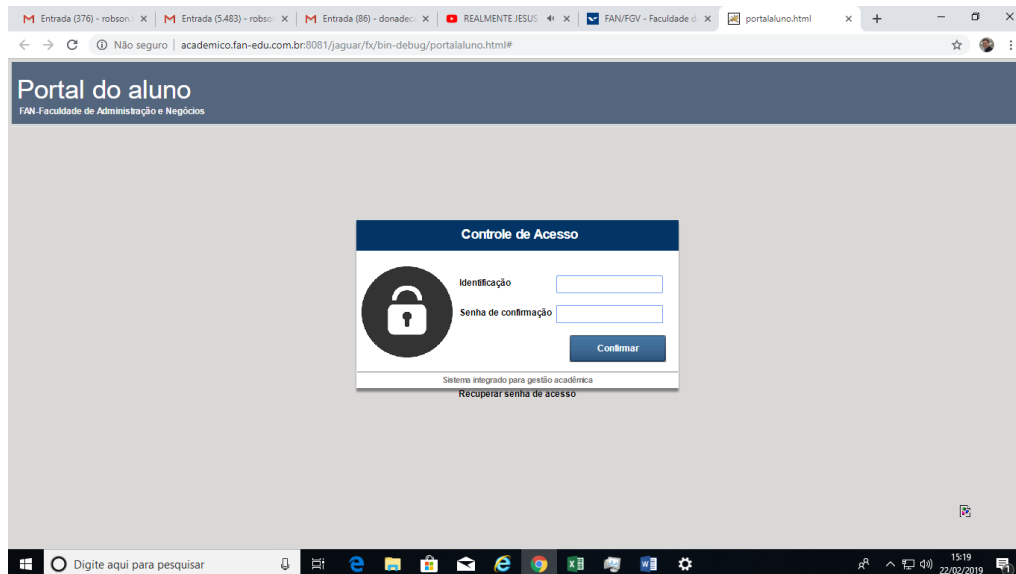 Entrada (376) - robson.
Entrada (5.483) - robso
Entrada (86) - donadec
REALMENTE JESUS
FAN/FGV - Faculdade d
portalaluno.html
Não seguro | academico.fan-edu.com.br:8081/jaguar/fx/bin-debug/portalaluno.html#
Portal do aluno
FAN-Faculdade de Administração e Negócios
Controle de Acesso
Identificação
Senha de confirmação
Confirmar
Sistema integrado para gestão acadêmica
Recuperar senha de acesso
Digite aqui para pesquisar
15:19
22/02/2019